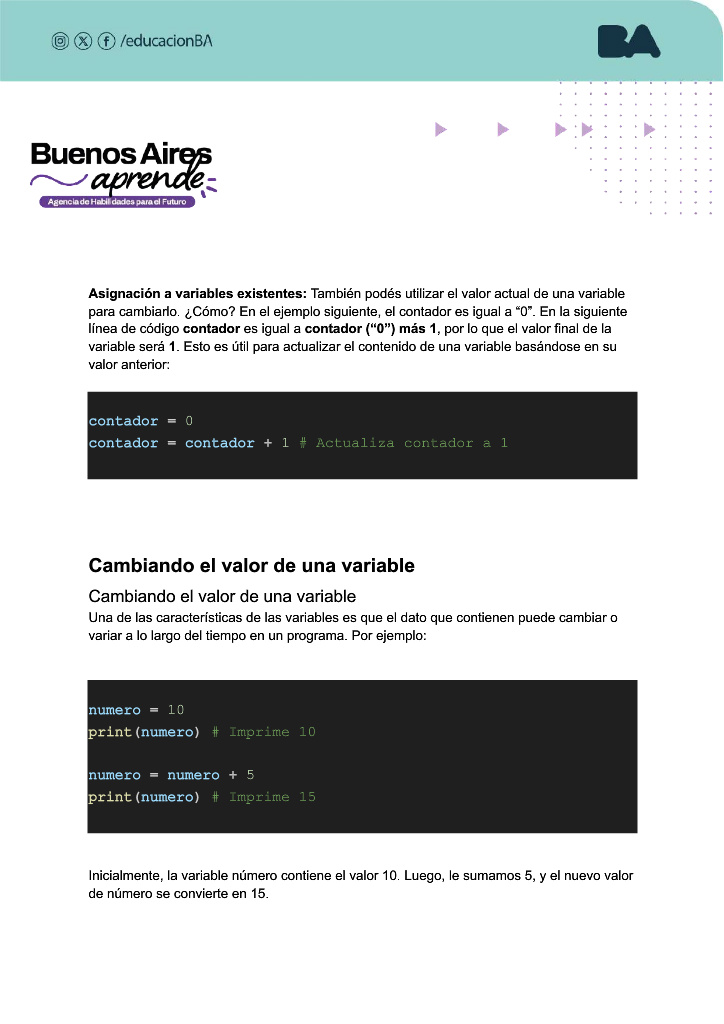 /educacionBA
BA
Buenos Aires
aprende
Agencia de Habilidades para el Futuro
Asignación a variables existentes: También podés utilizar el valor actual de una variable
para cambiarlo. ¿Cómo? En el ejemplo siguiente, el contador es igual a “0”. En la siguiente
línea de código contador es igual a contador (“0”) más 1, por lo que el valor final de la
variable será 1. Esto es útil para actualizar el contenido de una variable basándose en su
valor anterior:
contador = 0
contador = contador + 1 # Actualiza contador a 1
Cambiando el valor de una variable
Cambiando el valor de una variable
Una de las características de las variables es que el dato que contienen puede cambiar o
variar a lo largo del tiempo en un programa. Por ejemplo:
numero = 10
print(numero) # Imprime 10
numero = numero + 5
print(numero) # Imprime 15
Inicialmente, la variable número contiene el valor 10. Luego, le sumamos 5, y el nuevo valor
de número se convierte en 15.